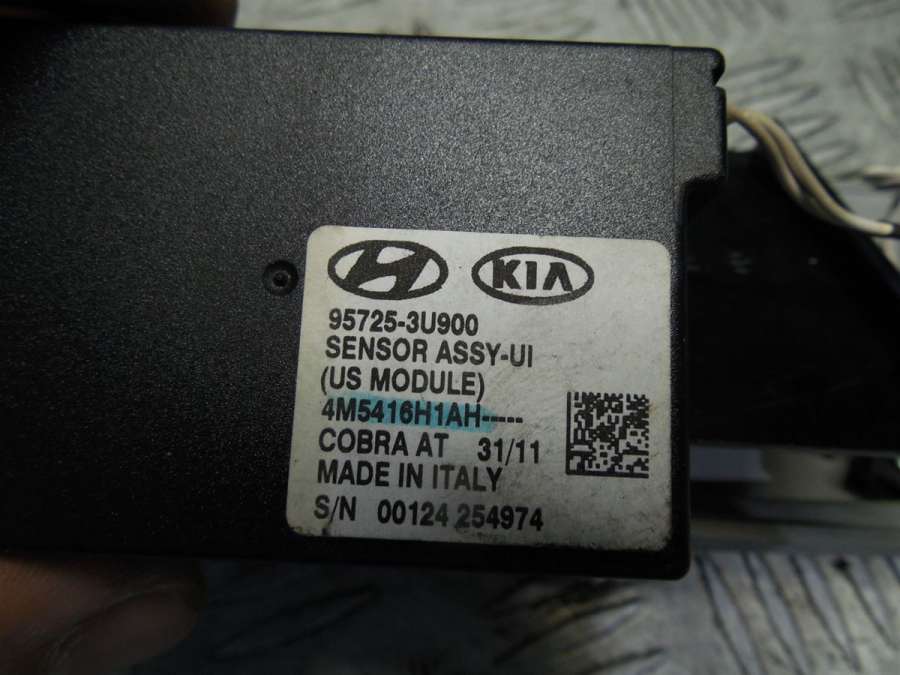 KIA
95725-3U900
SENSOR ASSY-UI
(US MODULE)
4M5416H1AH-----
COBRA AT 31/11
MADE IN ITALY
S/N 00124 254974